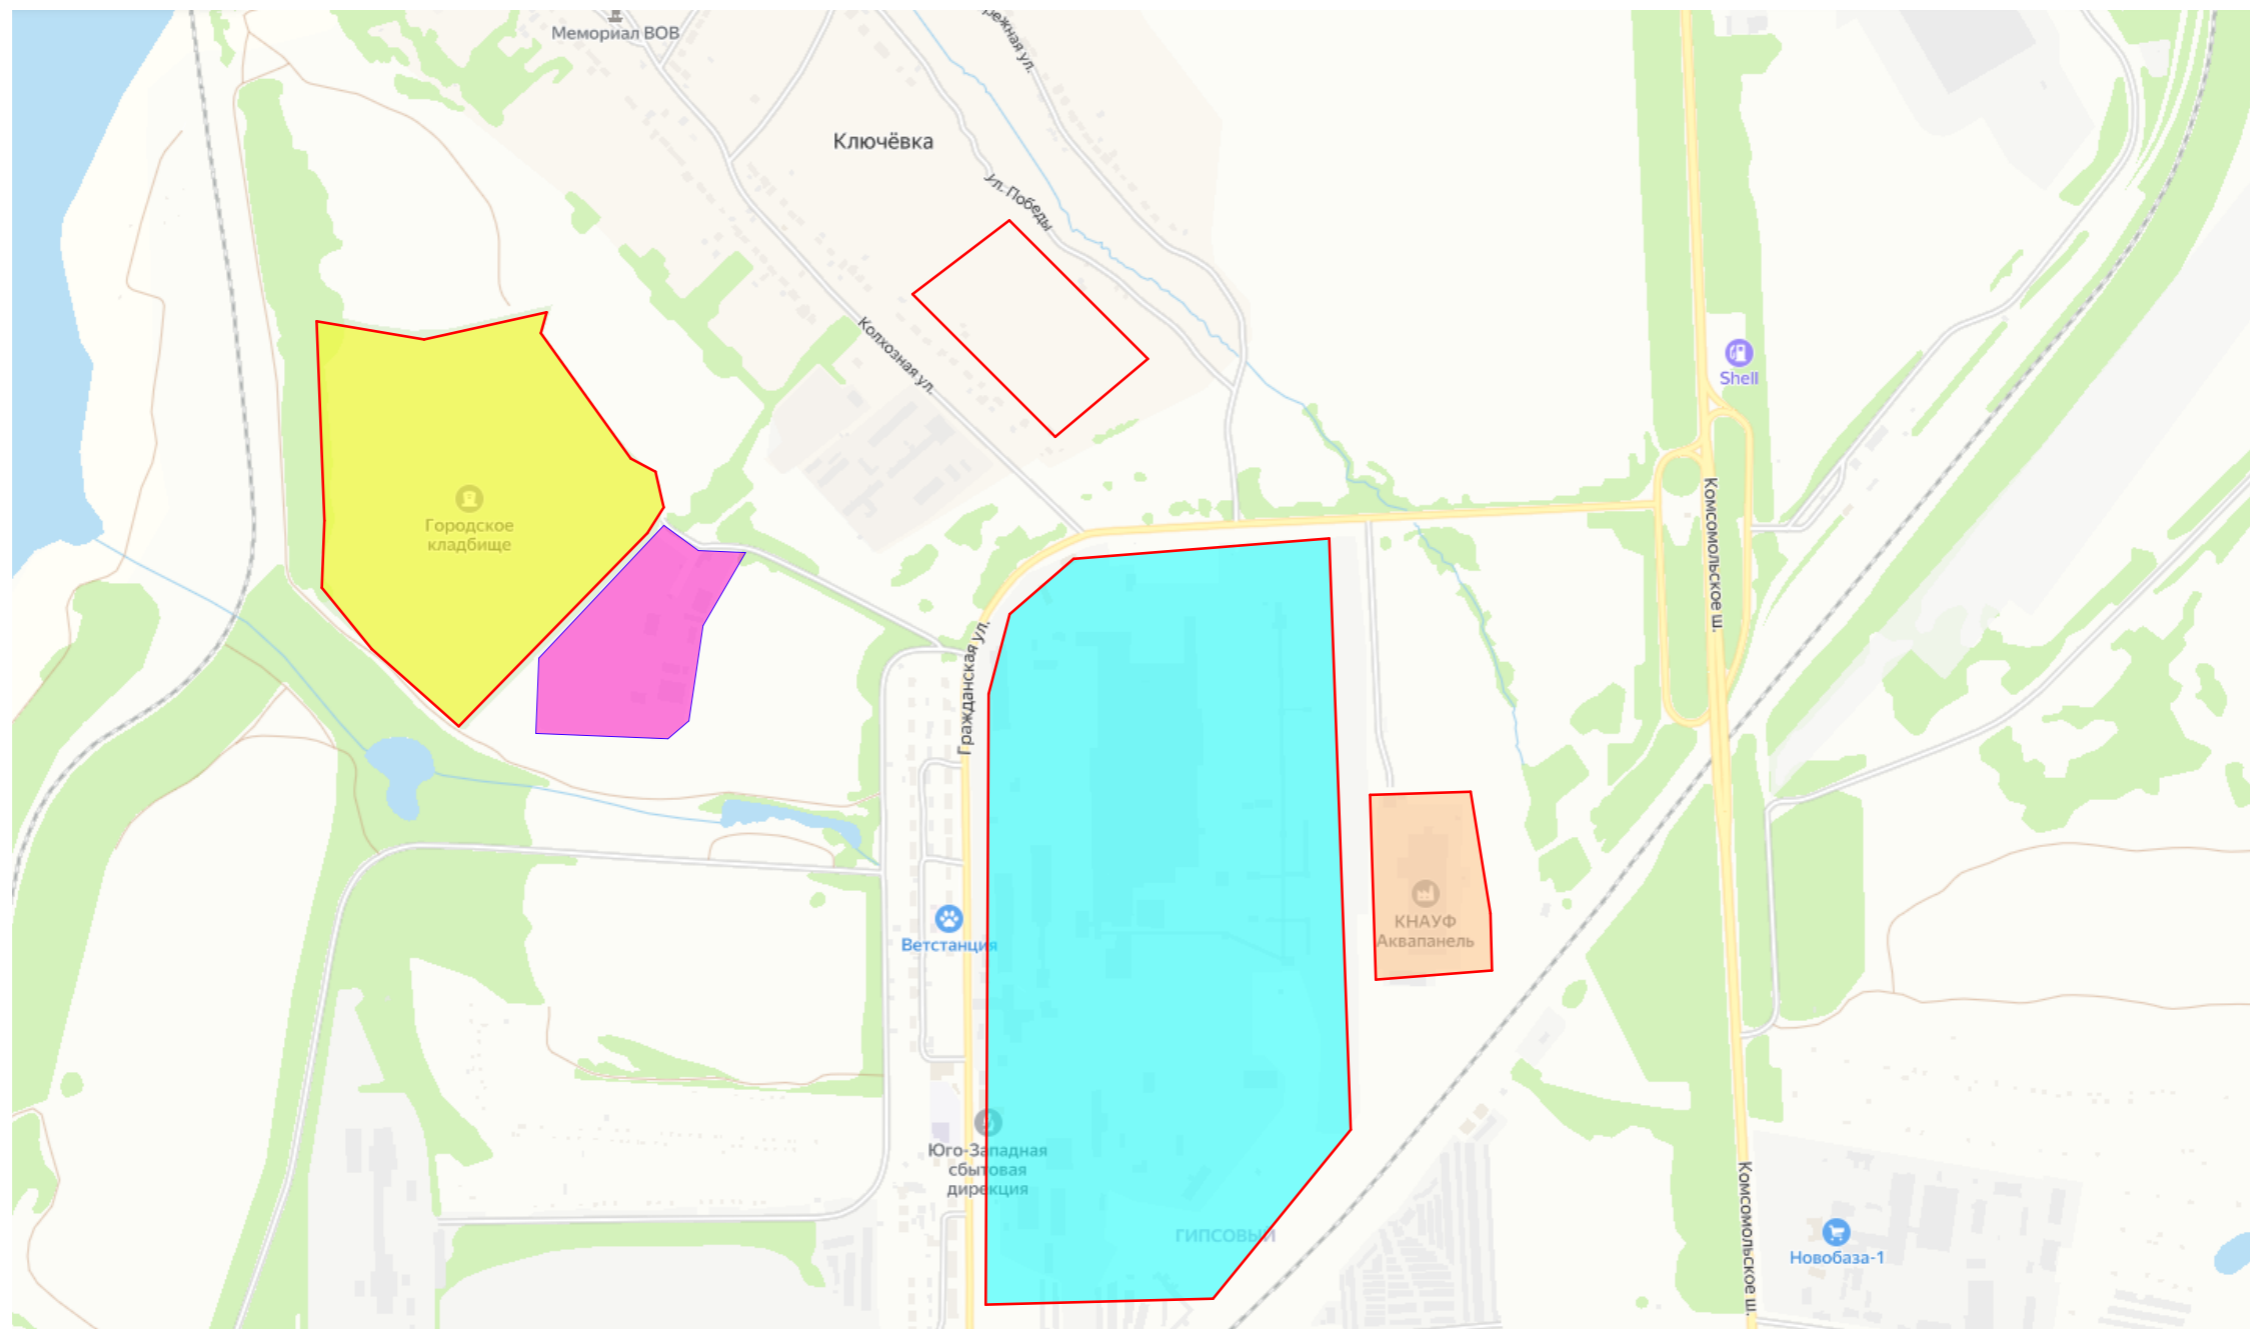 Мемориал ВОВ
режная ул.
Ключёвка
Ул. Победы
Колхозная ул.
Shell
Городское
кладбище
Комсомольское ш.
Гражданская ул.
КНАУФ
Аквапанель
Ветстанция
Юго-Западная
сбытовая
дирекция
ГИПСОВЫЙ
Комсомольское ш.
Новобаза-1